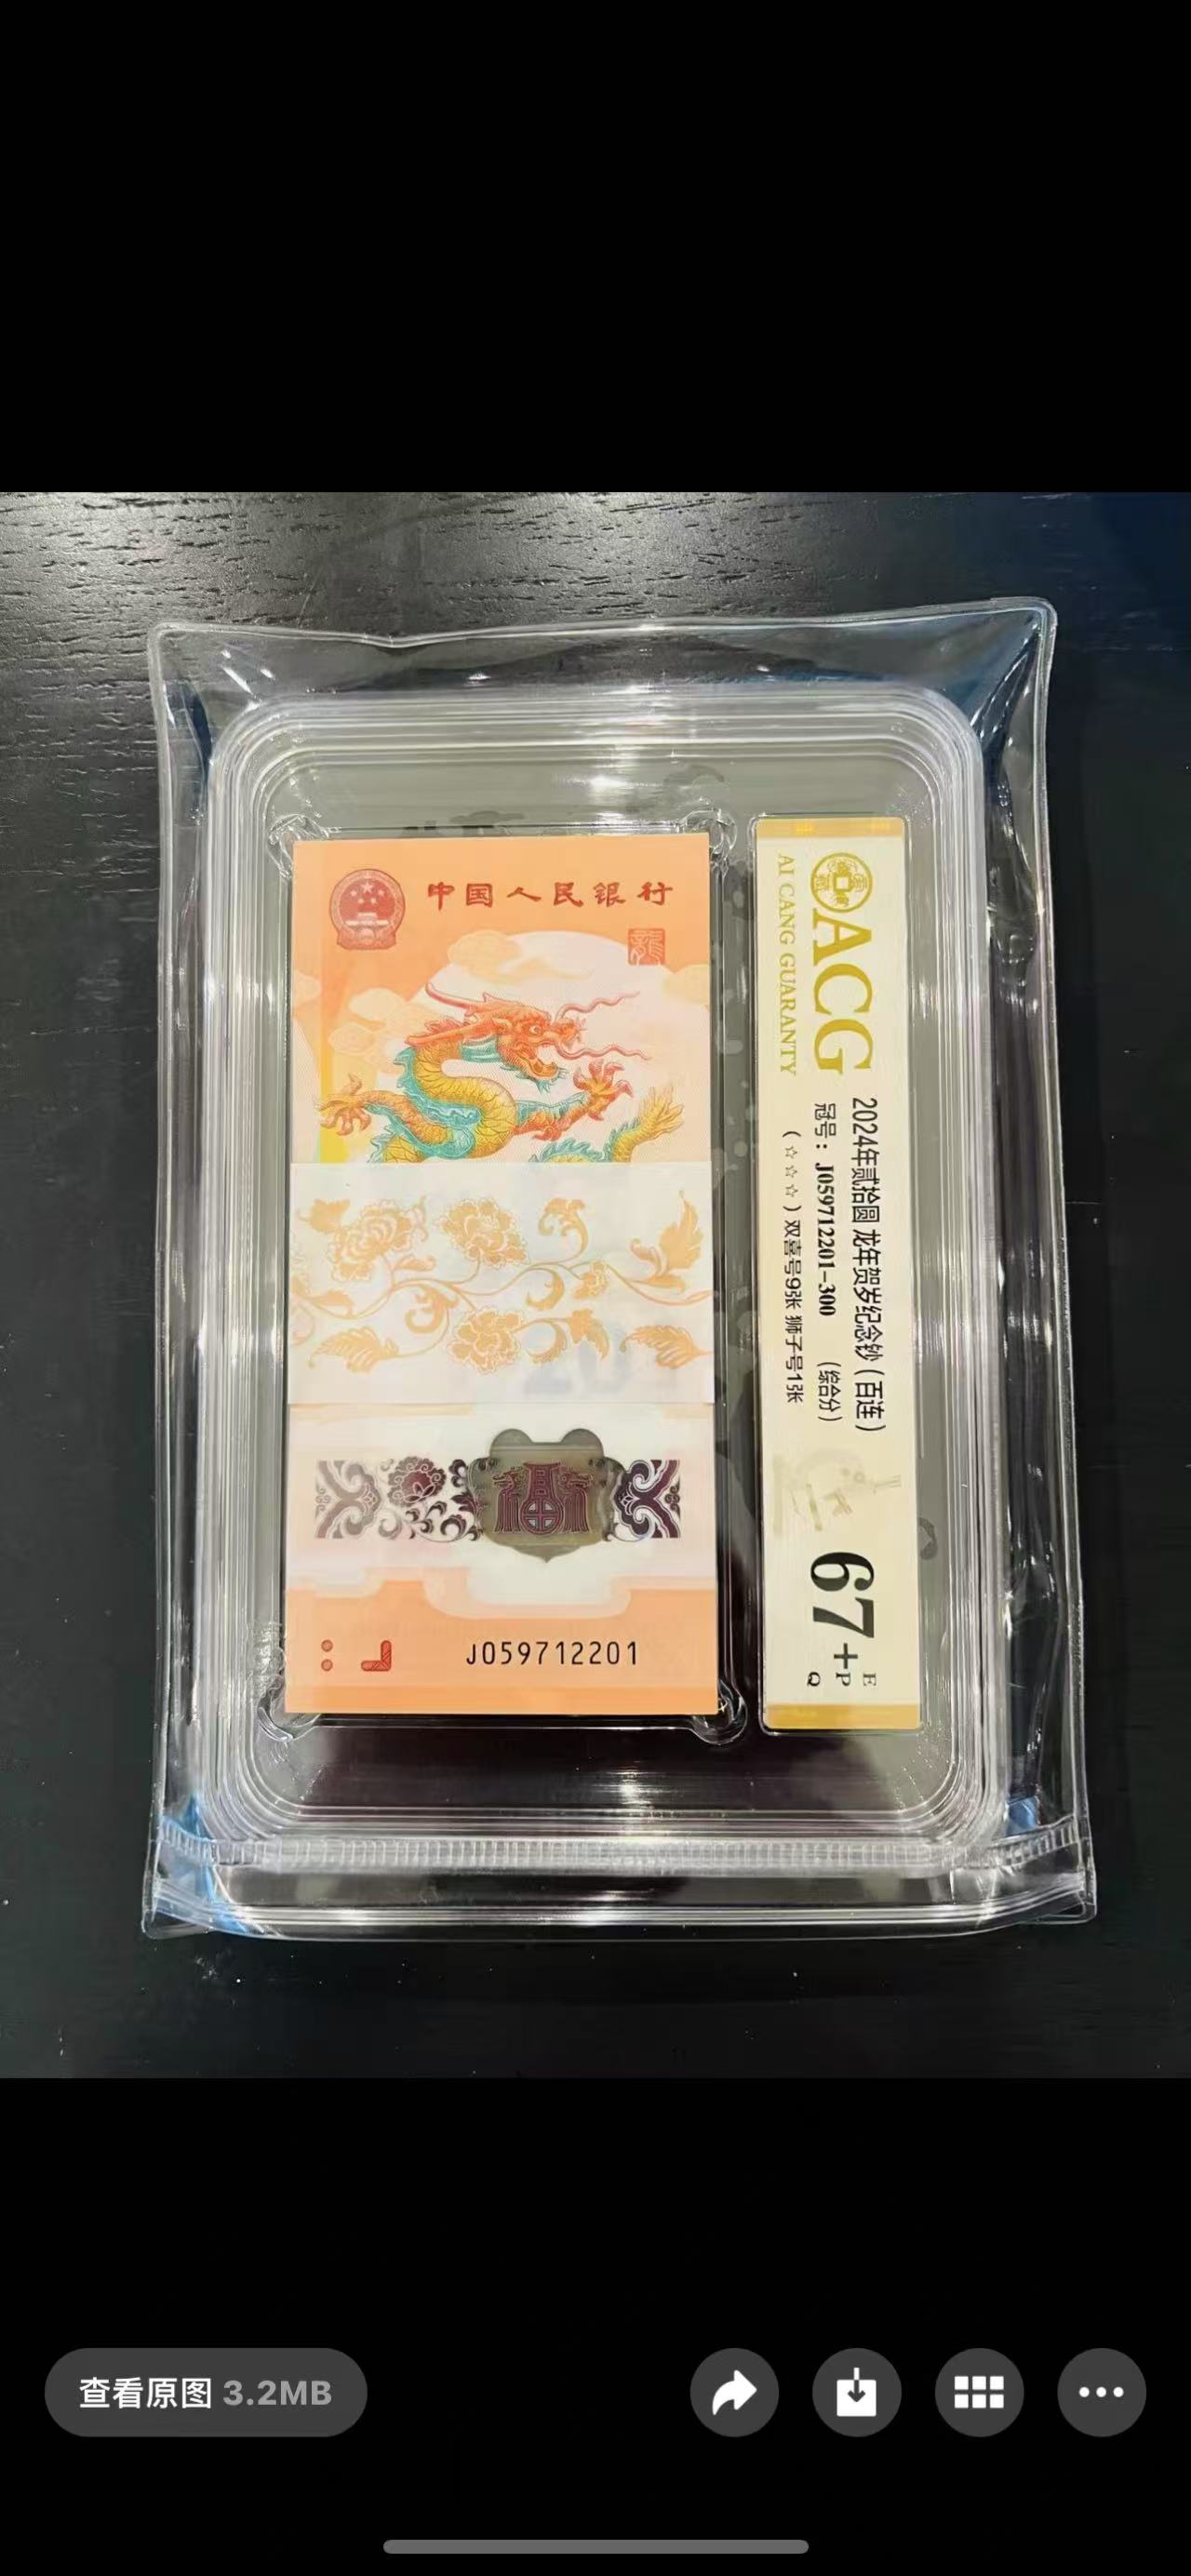 中国人民银行
龍
福
J059712201
ACG
AI CANG GUARANTY
2024年贰拾圆 龙年贺岁纪念钞（百连）
冠号：J059712201-300 （综合分）
（☆☆☆）双喜号9张 狮子号1张
67+
E
P
Q
查看原图 3.2MB